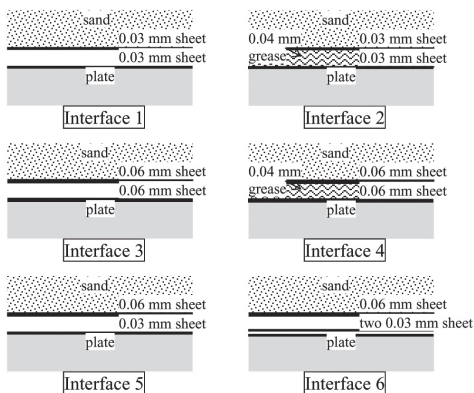 sand
0.03 mm sheet
0.03 mm sheet
plate
Interface 1
sand
0.04 mm
0.03 mm sheet
grease
0.03 mm sheet
plate
Interface 2
sand
0.06 mm sheet
0.06 mm sheet
plate
Interface 3
sand
0.04 mm
0.06 mm sheet
grease
0.06 mm sheet
plate
Interface 4
sand
0.06 mm sheet
0.03 mm sheet
plate
Interface 5
sand
0.06 mm sheet
two 0.03 mm sheet
plate
Interface 6